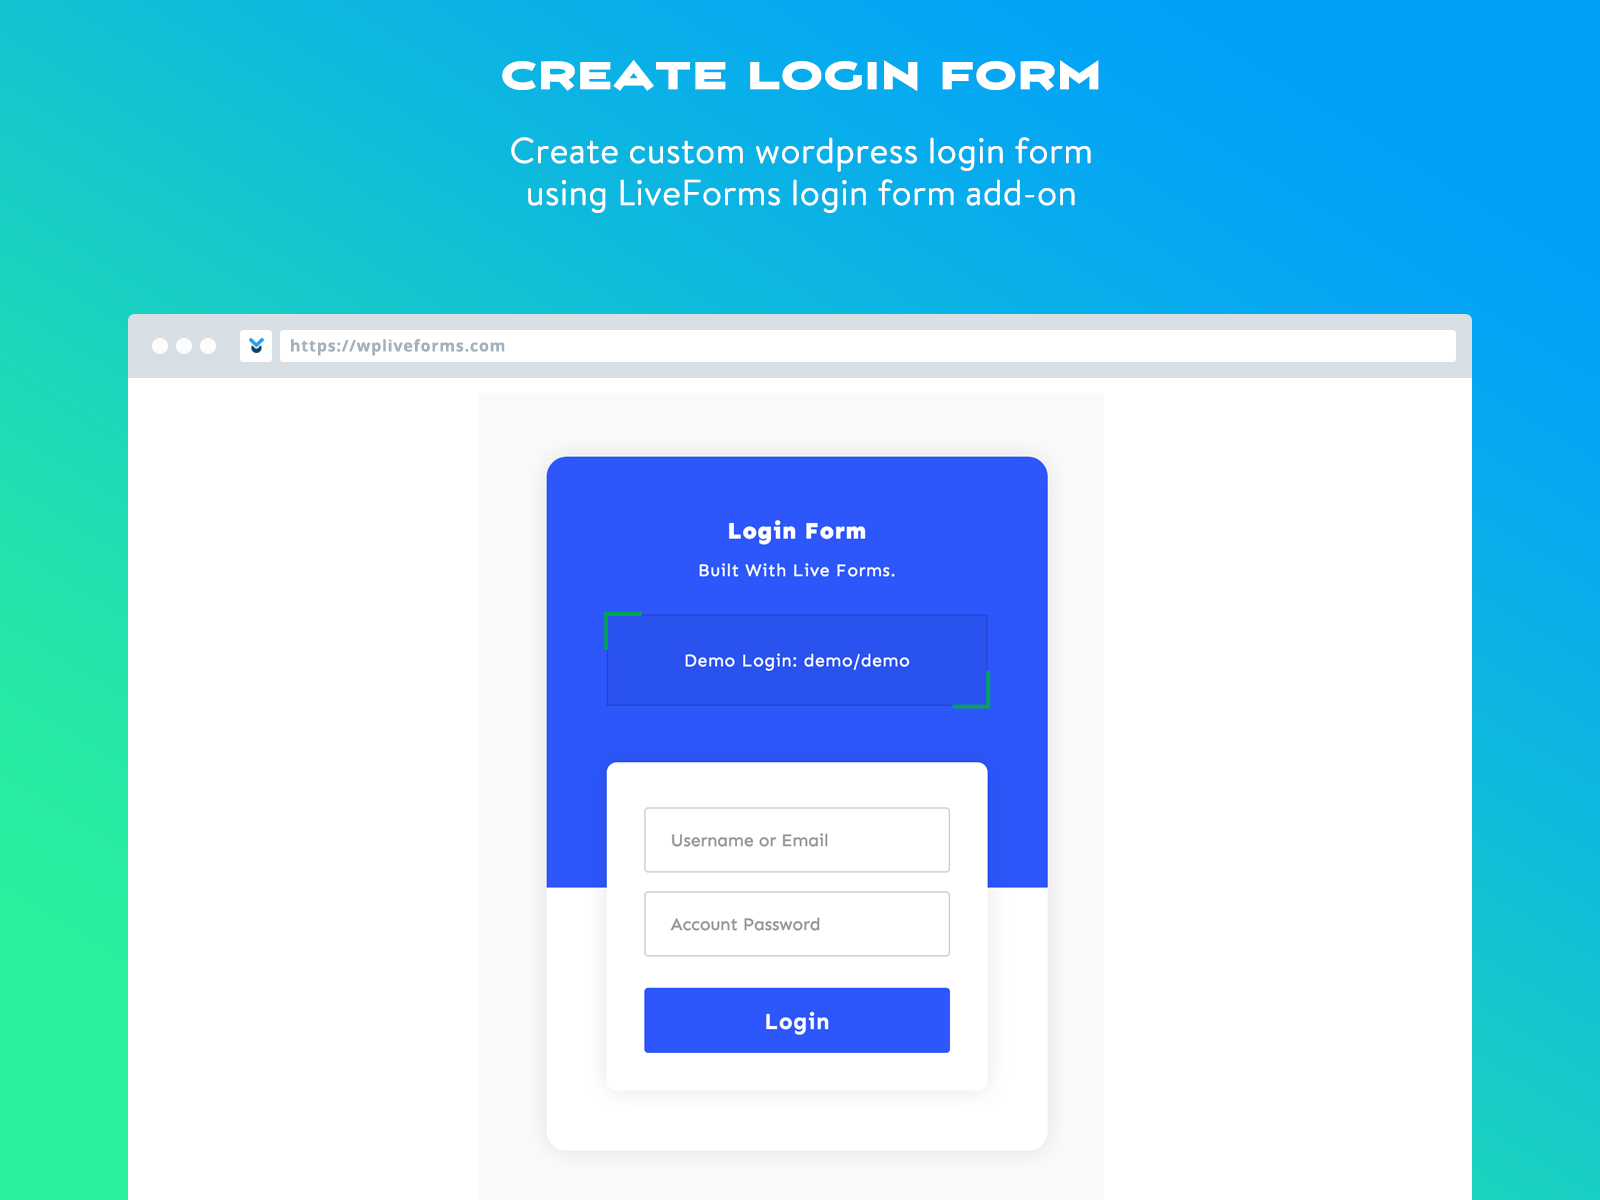 CREATE LOGIN FORM
Create custom wordpress login form
using LiveForms login form add-on
https://wpliveforms.com
Login Form
Built With Live Forms.
Demo Login: demo/demo
Username or Email
Account Password
Login